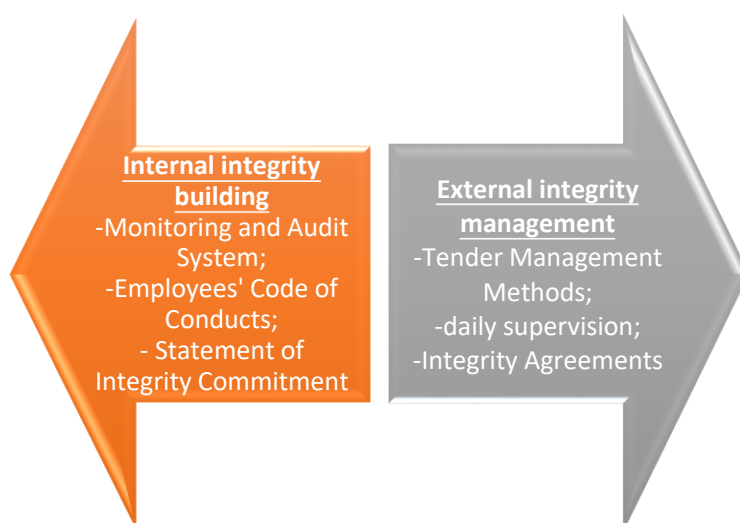 Internal integrity
building
-Monitoring and Audit
System;
-Employees' Code of
Conducts;
- Statement of
Integrity Commitment
External integrity
management
-Tender Management
Methods;
-daily supervision;
-Integrity Agreements